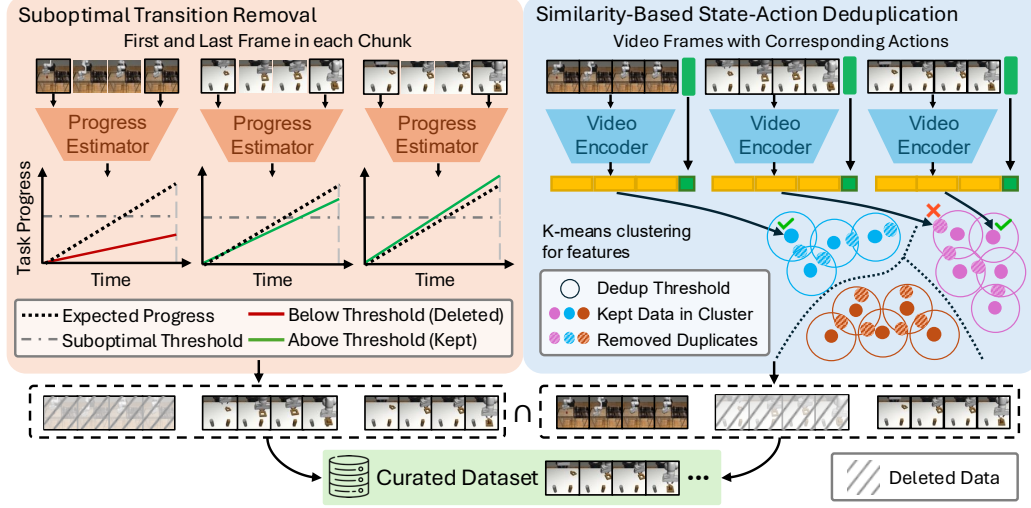 Suboptimal Transition Removal
First and Last Frame in each Chunk
Progress
Estimator
Progress
Estimator
Progress
Estimator
Task Progress
Time
Time
Time
Expected Progress
Below Threshold (Deleted)
Suboptimal Threshold
Above Threshold (Kept)
Similarity-Based State-Action Deduplication
Video Frames with Corresponding Actions
Video
Encoder
Video
Encoder
Video
Encoder
K-means clustering
for features
Dedup Threshold
Kept Data in Cluster
Removed Duplicates
∩
Curated Dataset
...
Deleted Data